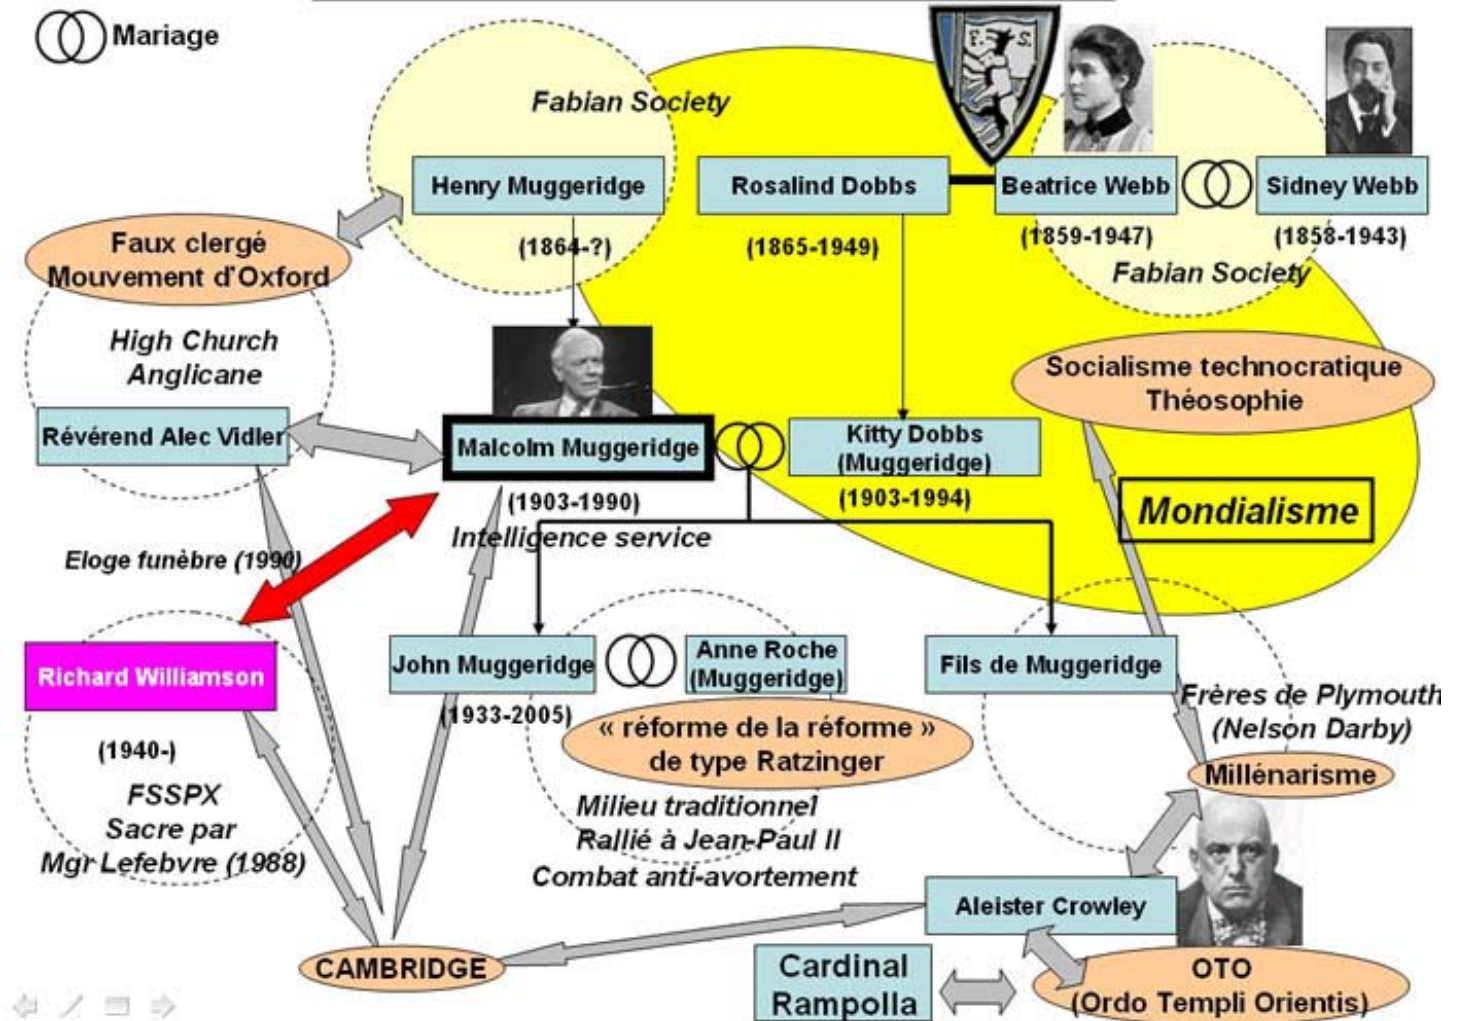 Mariage
F. S.
Fabian Society
Henry Muggeridge
Rosalind Dobbs
Beatrice Webb
Sidney Webb
(1864-?)
(1865-1949)
(1859-1947)
(1858-1943)
Fabian Society
Faux clergé
Mouvement d'Oxford
High Church
Anglicane
Socialisme technocratique
Théosophie
Révérend Alec Vidler
Malcolm Muggeridge
Kitty Dobbs
(Muggeridge)
(1903-1990)
(1903-1994)
Intelligence service
Mondialisme
Eloge funèbre (1990)
Richard Williamson
John Muggeridge
Anne Roche
(Muggeridge)
Fils de Muggeridge
(1940-)
(1933-2005)
« réforme de la réforme »
de type Ratzinger
Frères de Plymouth
(Nelson Darby)
Millénarisme
FSSPX
Sacre par
Mgr Lefebvre (1988)
Milieu traditionnel
Rallié à Jean-Paul II
Combat anti-avortement
Aleister Crowley
CAMBRIDGE
Cardinal
Rampolla
OTO
(Ordo Templi Orientis)